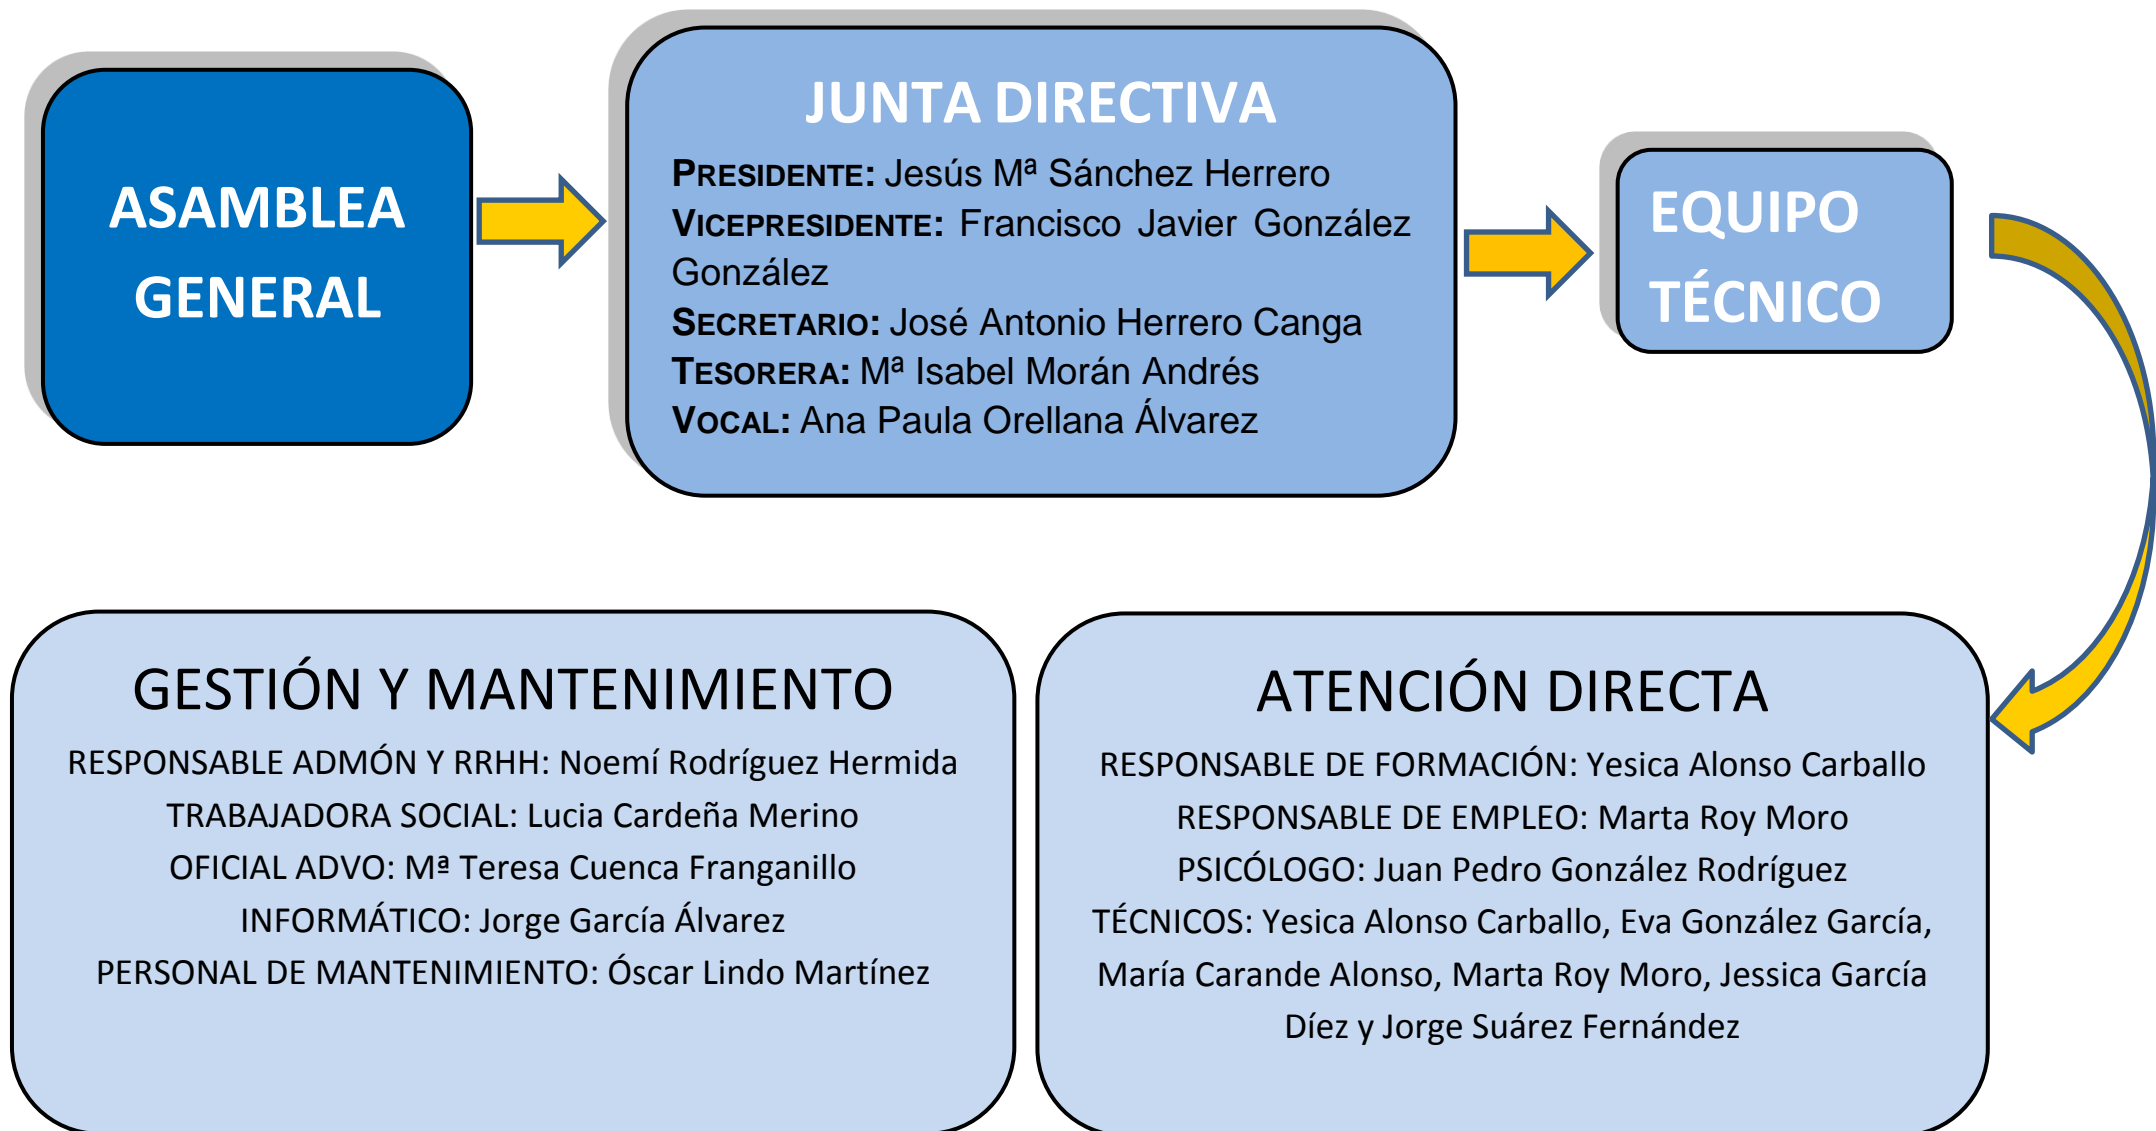 ASAMBLEA
GENERAL
JUNTA DIRECTIVA
PRESIDENTE: Jesús Mª Sánchez Herrero
VICEPRESIDENTE: Francisco Javier González
González
SECRETARIO: José Antonio Herrero Canga
TESORERA: Mª Isabel Morán Andrés
VOCAL: Ana Paula Orellana Álvarez
EQUIPO
TÉCNICO
GESTIÓN Y MANTENIMIENTO
RESPONSABLE ADMÓN Y RRHH: Noemí Rodríguez Hermida
TRABAJADORA SOCIAL: Lucia Cardeña Merino
OFICIAL ADVO: Mª Teresa Cuenca Franganillo
INFORMÁTICO: Jorge García Álvarez
PERSONAL DE MANTENIMIENTO: Óscar Lindo Martínez
ATENCIÓN DIRECTA
RESPONSABLE DE FORMACIÓN: Yesica Alonso Carballo
RESPONSABLE DE EMPLEO: Marta Roy Moro
PSICÓLOGO: Juan Pedro González Rodríguez
TÉCNICOS: Yesica Alonso Carballo, Eva González García,
María Carande Alonso, Marta Roy Moro, Jessica García
Díez y Jorge Suárez Fernández